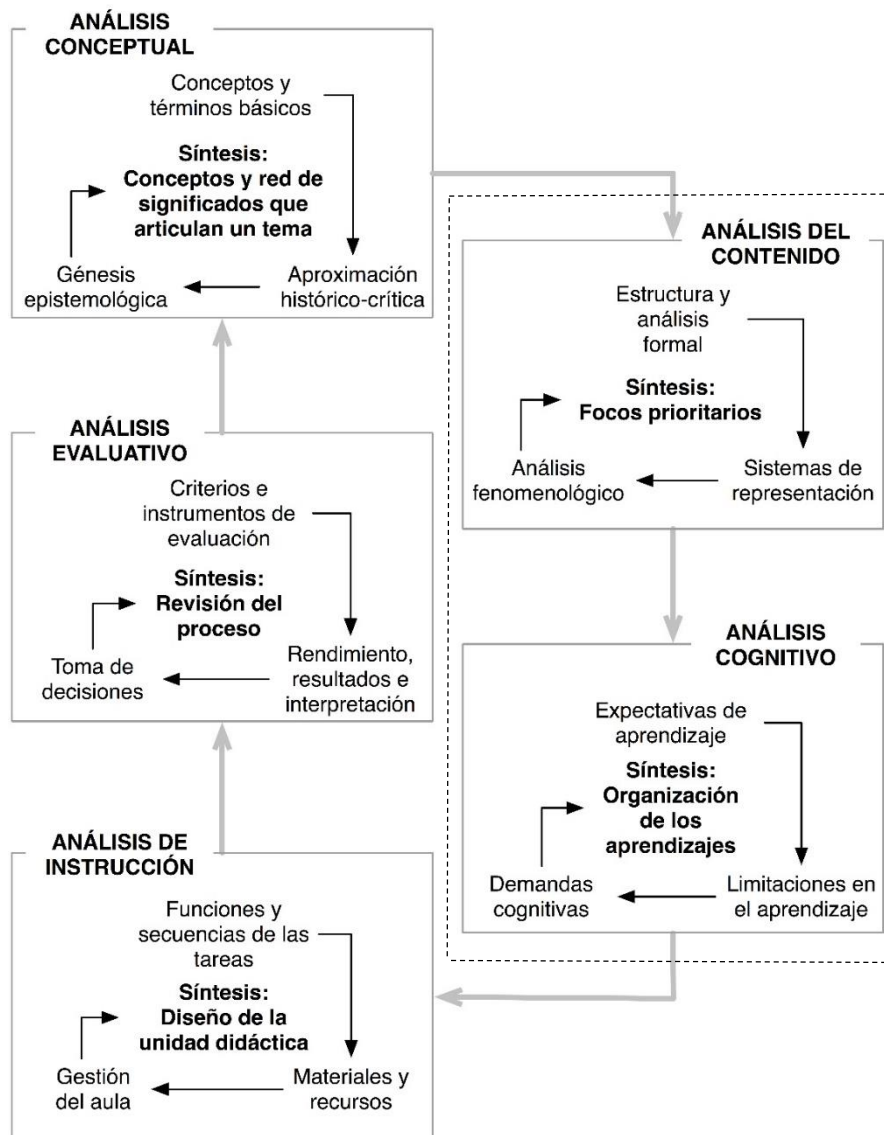 ANÁLISIS
CONCEPTUAL
Conceptos y
términos básicos
Síntesis:
Conceptos y red de
significados que
articulan un tema
Génesis
epistemológica
Aproximación
histórico-crítica
ANÁLISIS DEL
CONTENIDO
Estructura y
análisis
formal
Síntesis:
Focos prioritarios
Análisis
fenomenológico
Sistemas de
representación
ANÁLISIS
EVALUATIVO
Criterios e
instrumentos de
evaluación
Síntesis:
Revisión del
proceso
Toma de
decisiones
Rendimiento,
resultados e
interpretación
ANÁLISIS
COGNITIVO
Expectativas de
aprendizaje
Síntesis:
Organización
de los
aprendizajes
Demandas
cognitivas
Limitaciones en
el aprendizaje
ANÁLISIS DE
INSTRUCCIÓN
Funciones y
secuencias de las
tareas
Síntesis:
Diseño de la
unidad didáctica
Gestión
del aula
Materiales y
recursos